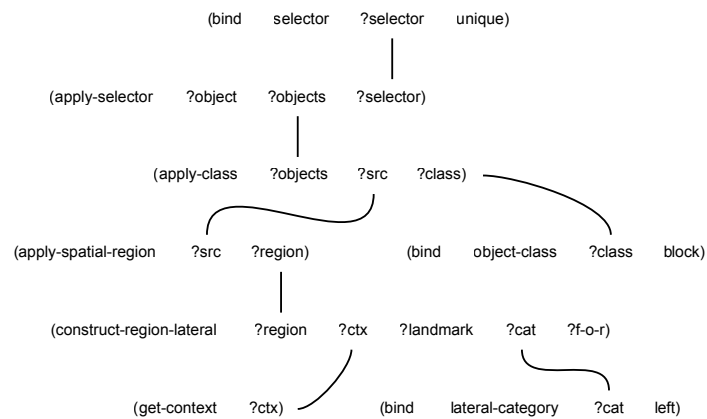 (bind selector ?selector unique)
(apply-selector ?object ?objects ?selector)
(apply-class ?objects ?src ?class)
(apply-spatial-region ?src ?region) (bind object-class ?class block)
(construct-region-lateral ?region ?ctx ?landmark ?cat ?f-o-r)
(get-context ?ctx) (bind lateral-category ?cat left)